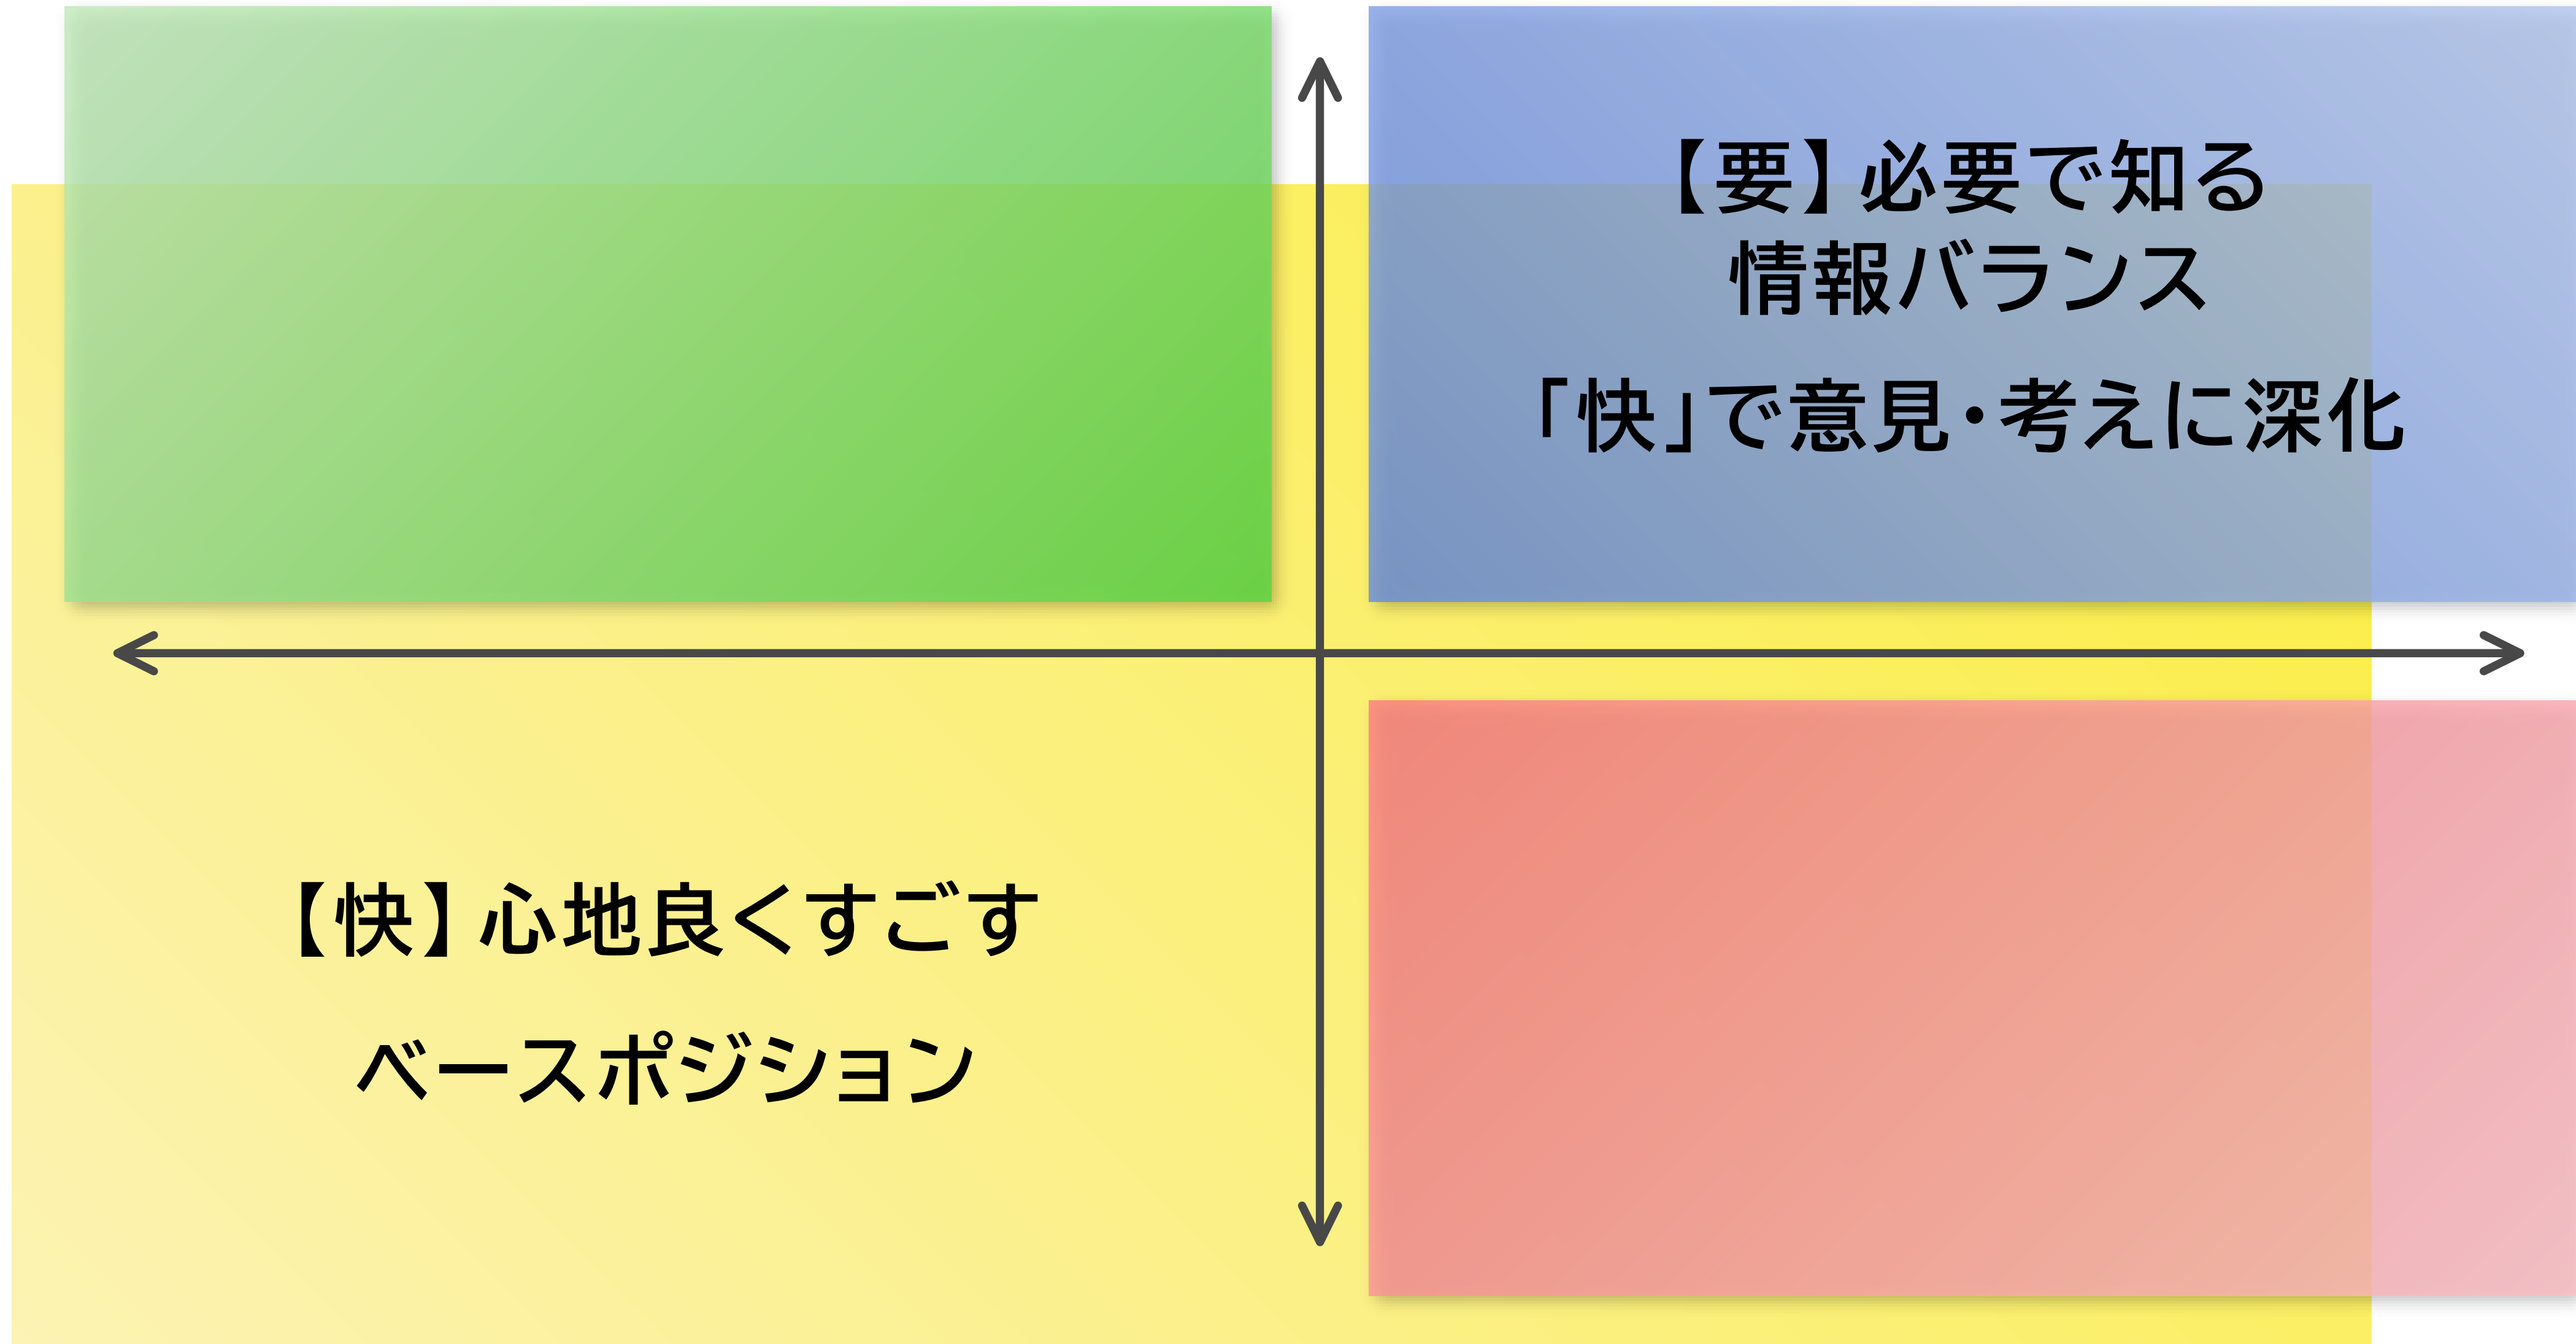 【要】必要で知る
情報バランス
「快」で意見・考えに深化
【快】心地良くすごす
ベースポジション